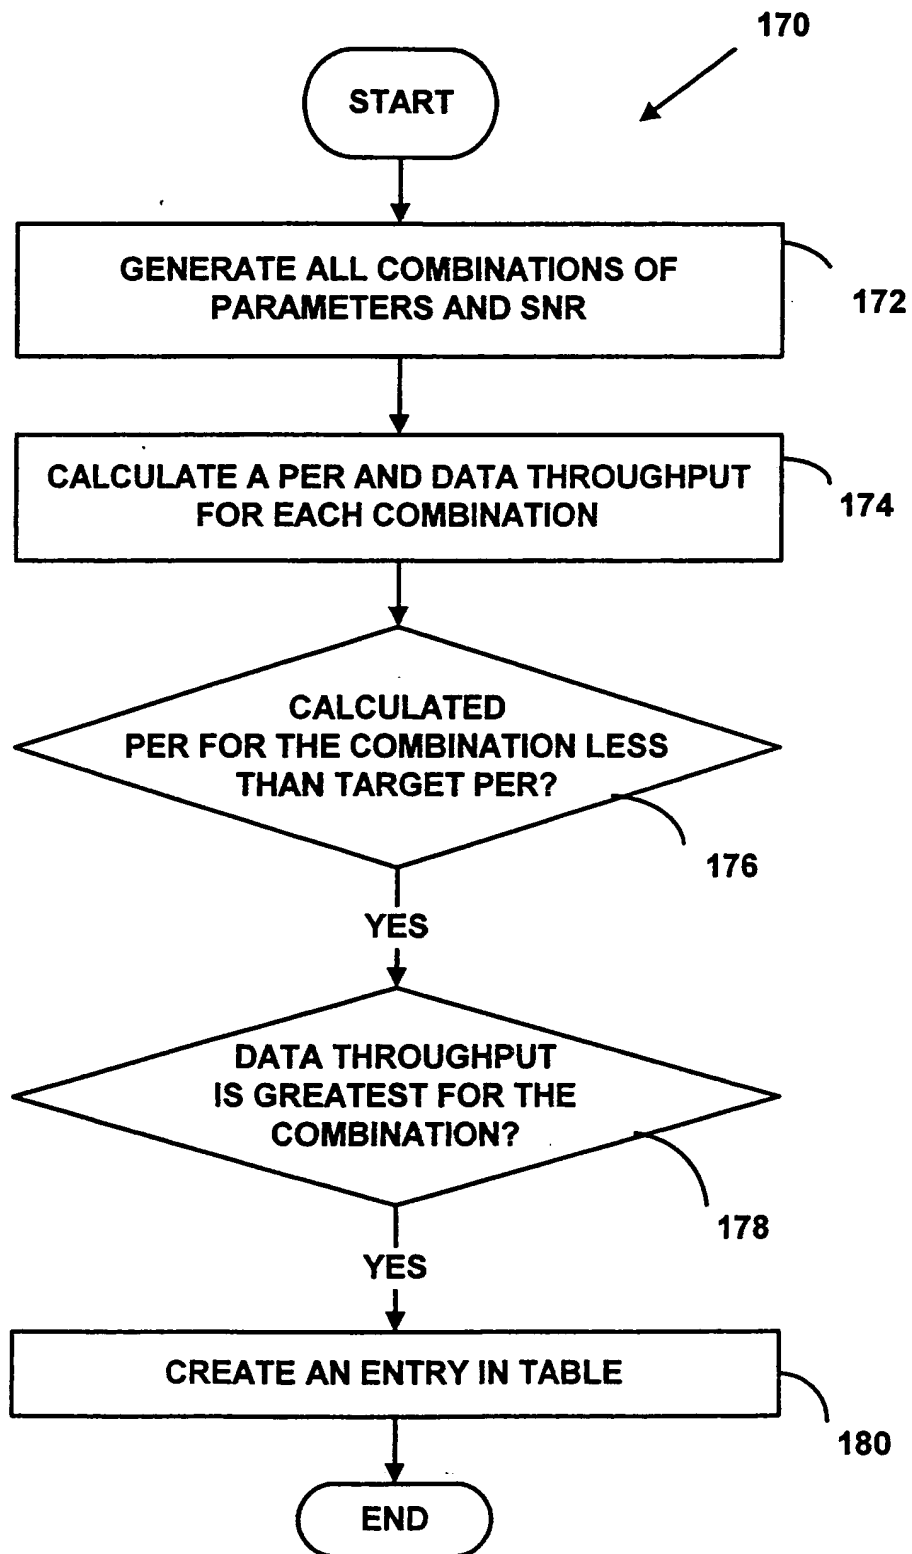 170
START
GENERATE ALL COMBINATIONS OF
PARAMETERS AND SNR
172
CALCULATE A PER AND DATA THROUGHPUT
FOR EACH COMBINATION
174
CALCULATED
PER FOR THE COMBINATION LESS
THAN TARGET PER?
176
YES
DATA THROUGHPUT
IS GREATEST FOR THE
COMBINATION?
178
YES
CREATE AN ENTRY IN TABLE
180
END